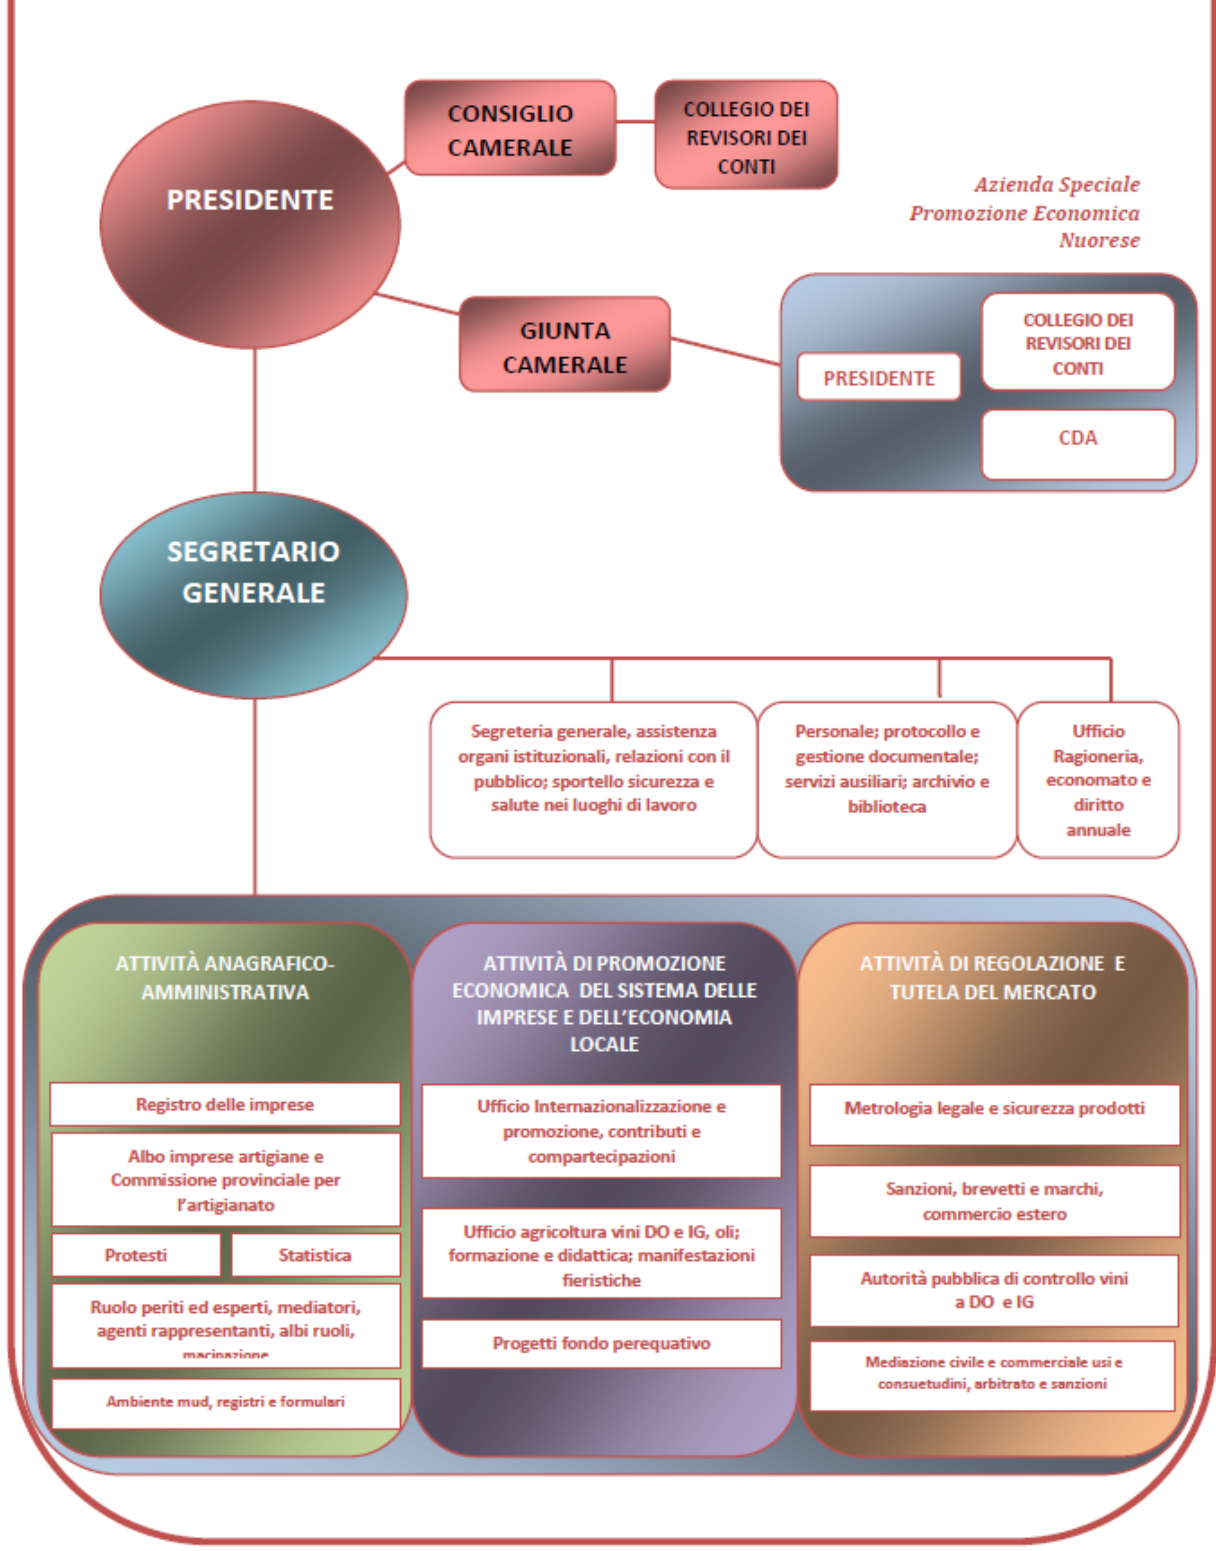 CONSIGLIO
CAMERALE
COLLEGIO DEI
REVISORI DEI
CONTI
PRESIDENTE
Azienda Speciale
Promozione Economica
Nuorese
GIUNTA
CAMERALE
PRESIDENTE
COLLEGIO DEI
REVISORI DEI
CONTI
CDA
SEGRETARIO
GENERALE
Segreteria generale, assistenza
organi istituzionali, relazioni con il
pubblico; sportello sicurezza e
salute nei luoghi di lavoro
Personale; protocollo e
gestione documentale;
servizi ausiliari; archivio e
biblioteca
Ufficio
Ragioneria,
economato e
diritto
annuale
ATTIVITÀ ANAGRAFICO-
AMMINISTRATIVA
Registro delle imprese
Albo imprese artigiane e
Commissione provinciale per
l'artigianato
Protesti
Statistica
Ruolo periti ed esperti, mediatori,
agenti rappresentanti, albi ruoli,
macinazione
Ambiente mud, registri e formulari
ATTIVITÀ DI PROMOZIONE
ECONOMICA DEL SISTEMA DELLE
IMPRESE E DELL'ECONOMIA
LOCALE
Ufficio Internazionalizzazione e
promozione, contributi e
compartecipazioni
Ufficio agricoltura vini DO e IG, oli;
formazione e didattica; manifestazioni
fieristiche
Progetti fondo perequativo
ATTIVITÀ DI REGOLAZIONE E
TUTELA DEL MERCATO
Metrologia legale e sicurezza prodotti
Sanzioni, brevetti e marchi,
commercio estero
Autorità pubblica di controllo vini
a DO e IG
Mediazione civile e commerciale usi e
consuetudini, arbitrato e sanzioni